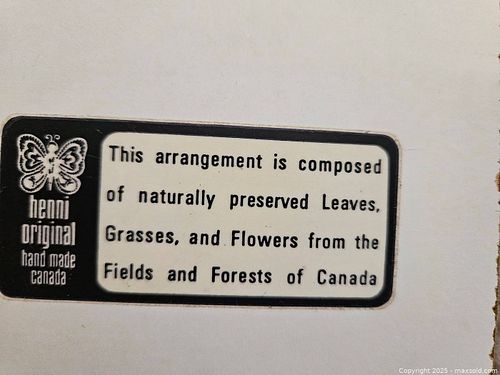 henni
original
hand made
canada
This arrangement is composed
of naturally preserved Leaves,
Grasses, and Flowers from the
Fields and Forests of Canada
Copyright 2025 - maxsold.com